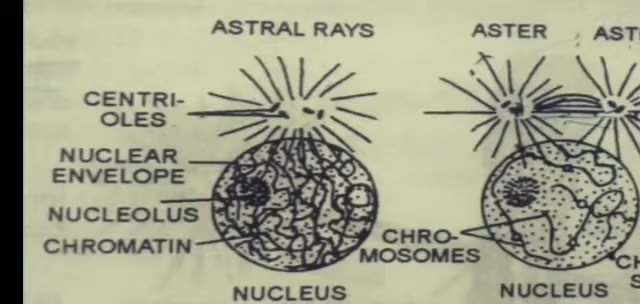 ASTRAL RAYS
ASTER
CENTRI-
OLES
NUCLEAR
ENVELOPE
NUCLEOLUS
CHROMATIN
CHRO-
MOSOMES
NUCLEUS
NUCLEUS